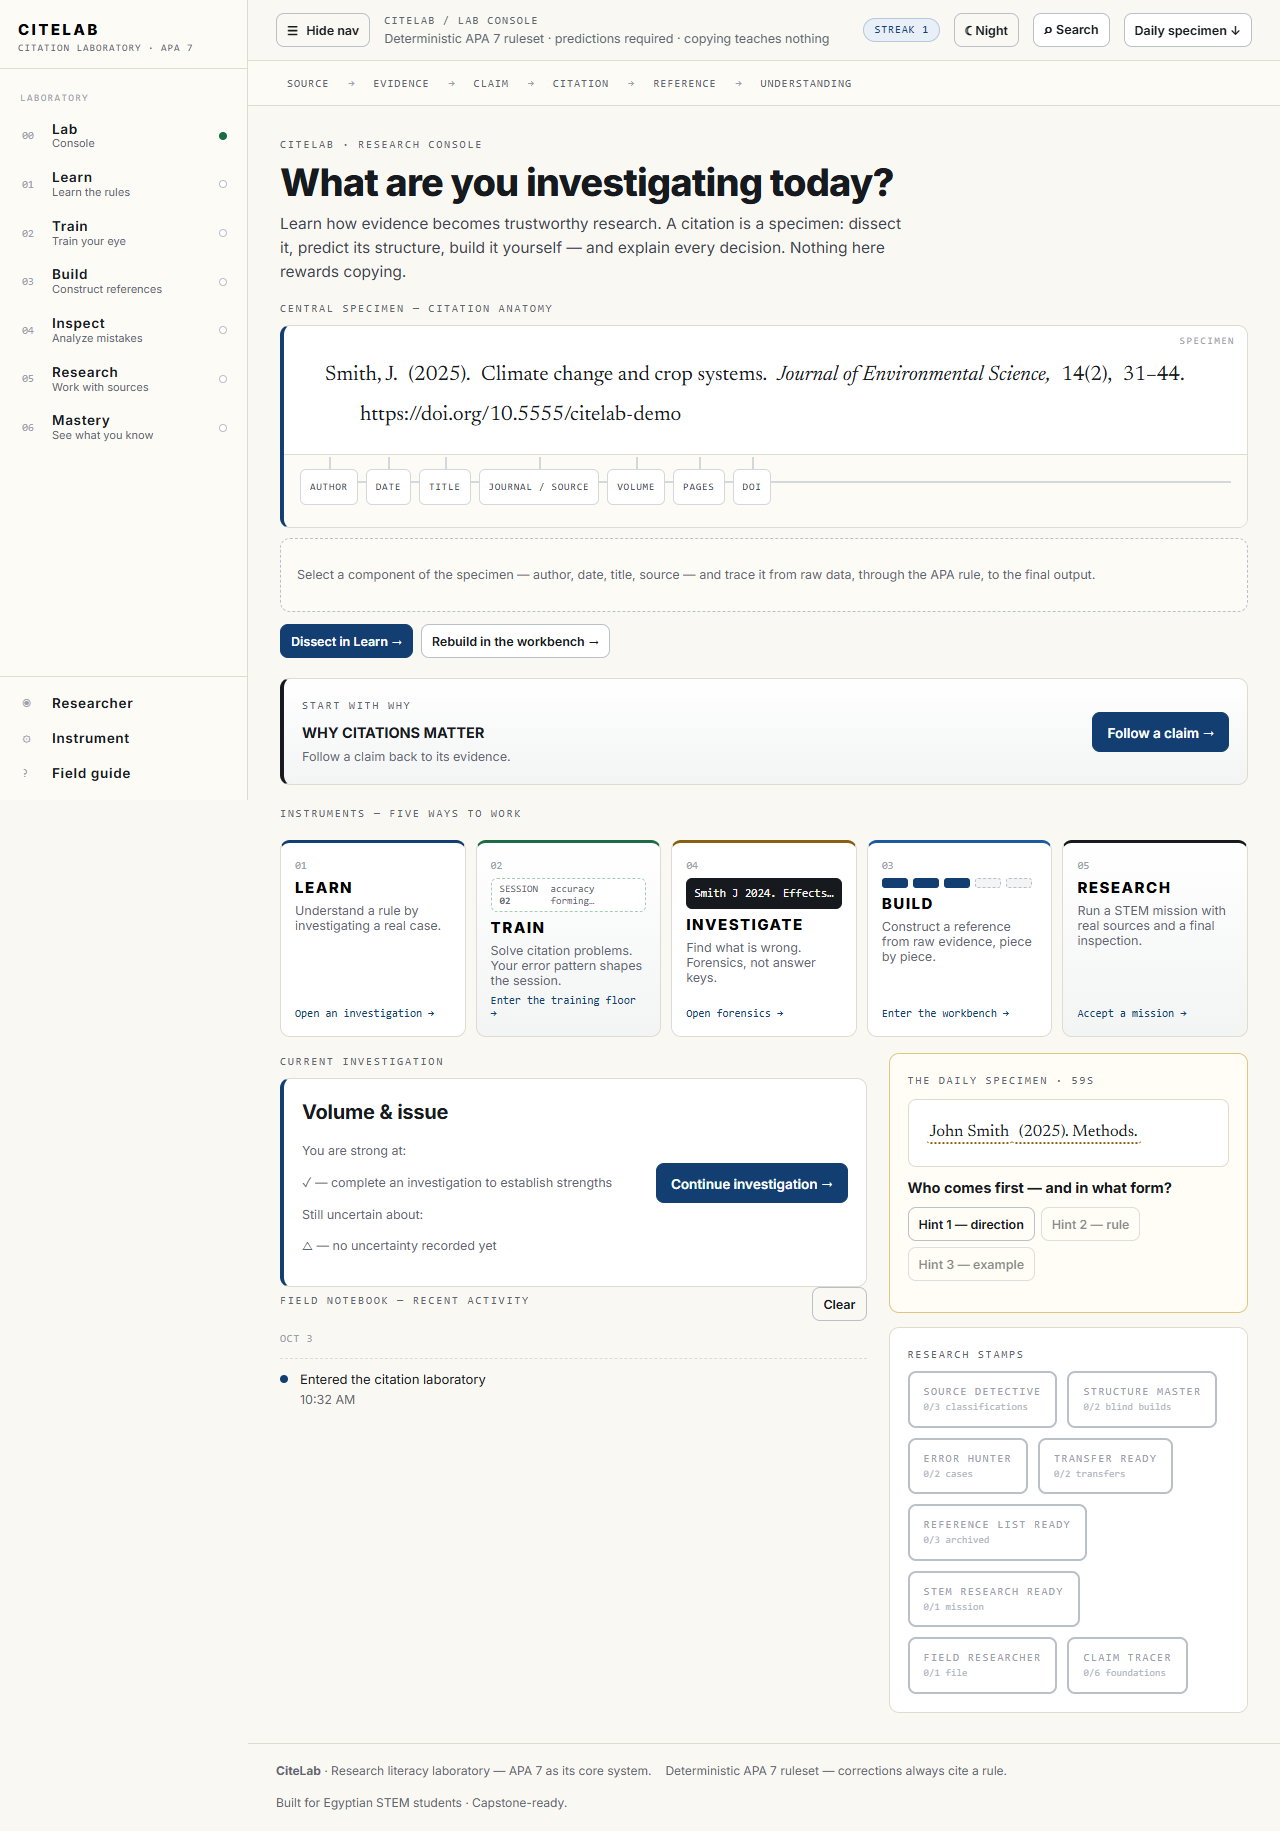 CITELAB
CITATION LABORATORY · APA 7
LABORATORY
00 Lab
Console
01 Learn
Learn the rules
02 Train
Train your eye
03 Build
Construct references
04 Inspect
Analyze mistakes
05 Research
Work with sources
06 Mastery
See what you know
Researcher
Instrument
? Field guide
☰ Hide nav
CITELAB / LAB CONSOLE
Deterministic APA 7 ruleset · predictions required · copying teaches nothing
STREAK 1
☾ Night
⌕ Search
Daily specimen ↓
SOURCE → EVIDENCE → CLAIM → CITATION → REFERENCE → UNDERSTANDING
CITELAB · RESEARCH CONSOLE
What are you investigating today?
Learn how evidence becomes trustworthy research. A citation is a specimen: dissect
it, predict its structure, build it yourself — and explain every decision. Nothing here
rewards copying.
CENTRAL SPECIMEN — CITATION ANATOMY
SPECIMEN
Smith, J. (2025). Climate change and crop systems. Journal of Environmental Science, 14(2), 31–44.
https://doi.org/10.5555/citelab-demo
AUTHOR DATE TITLE JOURNAL / SOURCE VOLUME PAGES DOI
Select a component of the specimen — author, date, title, source — and trace it from raw data, through the APA rule, to the final output.
Dissect in Learn → Rebuild in the workbench →
START WITH WHY
WHY CITATIONS MATTER
Follow a claim back to its evidence.
Follow a claim →
INSTRUMENTS — FIVE WAYS TO WORK
01
LEARN
Understand a rule by
investigating a real case.
Open an investigation →
02
SESSION 02 accuracy forming…
TRAIN
Solve citation problems.
Your error pattern shapes
the session.
Enter the training floor
→
04
Smith J 2024. Effects…
INVESTIGATE
Find what is wrong.
Forensics, not answer
keys.
Open forensics →
03
BUILD
Construct a reference
from raw evidence, piece
by piece.
Enter the workbench →
05
RESEARCH
Run a STEM mission with
real sources and a final
inspection.
Accept a mission →
CURRENT INVESTIGATION
Volume & issue
You are strong at:
✓ — complete an investigation to establish strengths
Still uncertain about:
△ — no uncertainty recorded yet
Continue investigation →
FIELD NOTEBOOK — RECENT ACTIVITY
Clear
OCT 3
Entered the citation laboratory
10:32 AM
THE DAILY SPECIMEN · 59S
John Smith (2025). Methods.
Who comes first — and in what form?
Hint 1 — direction Hint 2 — rule
Hint 3 — example
RESEARCH STAMPS
SOURCE DETECTIVE
0/3 classifications
STRUCTURE MASTER
0/2 blind builds
ERROR HUNTER
0/2 cases
TRANSFER READY
0/2 transfers
REFERENCE LIST READY
0/3 archived
STEM RESEARCH READY
0/1 mission
FIELD RESEARCHER
0/1 file
CLAIM TRACER
0/6 foundations
CiteLab · Research literacy laboratory — APA 7 as its core system. Deterministic APA 7 ruleset — corrections always cite a rule.
Built for Egyptian STEM students · Capstone-ready.